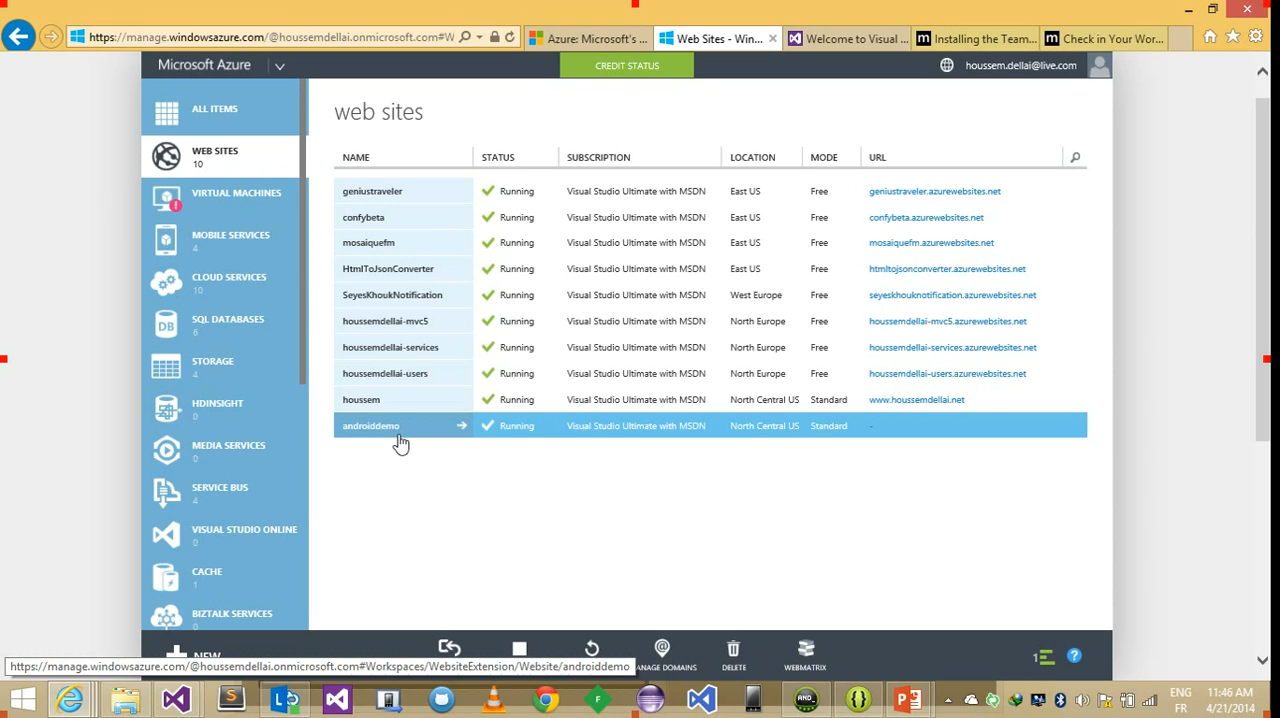 https://manage.windowsazure.com/@houssemdellai.onmicrosoft.com#W
Azure: Microsoft's ...
Web Sites - Win...
Welcome to Visual ...
Installing the Team...
Check in Your Wor...
Microsoft Azure
CREDIT STATUS
houssem.dellai@live.com
ALL ITEMS
WEB SITES
10
VIRTUAL MACHINES
MOBILE SERVICES
4
CLOUD SERVICES
10
SQL DATABASES
6
STORAGE
4
HDINSIGHT
0
MEDIA SERVICES
0
SERVICE BUS
4
VISUAL STUDIO ONLINE
0
CACHE
1
BIZTALK SERVICES
0
NEW
web sites
NAME STATUS SUBSCRIPTION LOCATION MODE URL
geniustraveler Running Visual Studio Ultimate with MSDN East US Free geniustraveler.azurewebsites.net
confybeta Running Visual Studio Ultimate with MSDN East US Free confybeta.azurewebsites.net
mosaiquefm Running Visual Studio Ultimate with MSDN East US Free mosaiquefm.azurewebsites.net
HtmlToJsonConverter Running Visual Studio Ultimate with MSDN East US Free htmltojsonconverter.azurewebsites.net
SeyesKhoukNotification Running Visual Studio Ultimate with MSDN West Europe Free seyeskhouknotification.azurewebsites.net
houssemdellai-mvc5 Running Visual Studio Ultimate with MSDN North Europe Free houssemdellai-mvc5.azurewebsites.net
houssemdellai-services Running Visual Studio Ultimate with MSDN North Europe Free houssemdellai-services.azurewebsites.net
houssemdellai-users Running Visual Studio Ultimate with MSDN North Europe Free houssemdellai-users.azurewebsites.net
houssem Running Visual Studio Ultimate with MSDN North Central US Standard www.houssemdellai.net
androiddemo Running Visual Studio Ultimate with MSDN North Central US Standard -
ANAGE DOMAINS
DELETE
WEBMATRIX
1
https://manage.windowsazure.com/@houssemdellai.onmicrosoft.com#Workspaces/WebsiteExtension/Website/androiddemo
ENG
FR
11:46 AM
4/21/2014